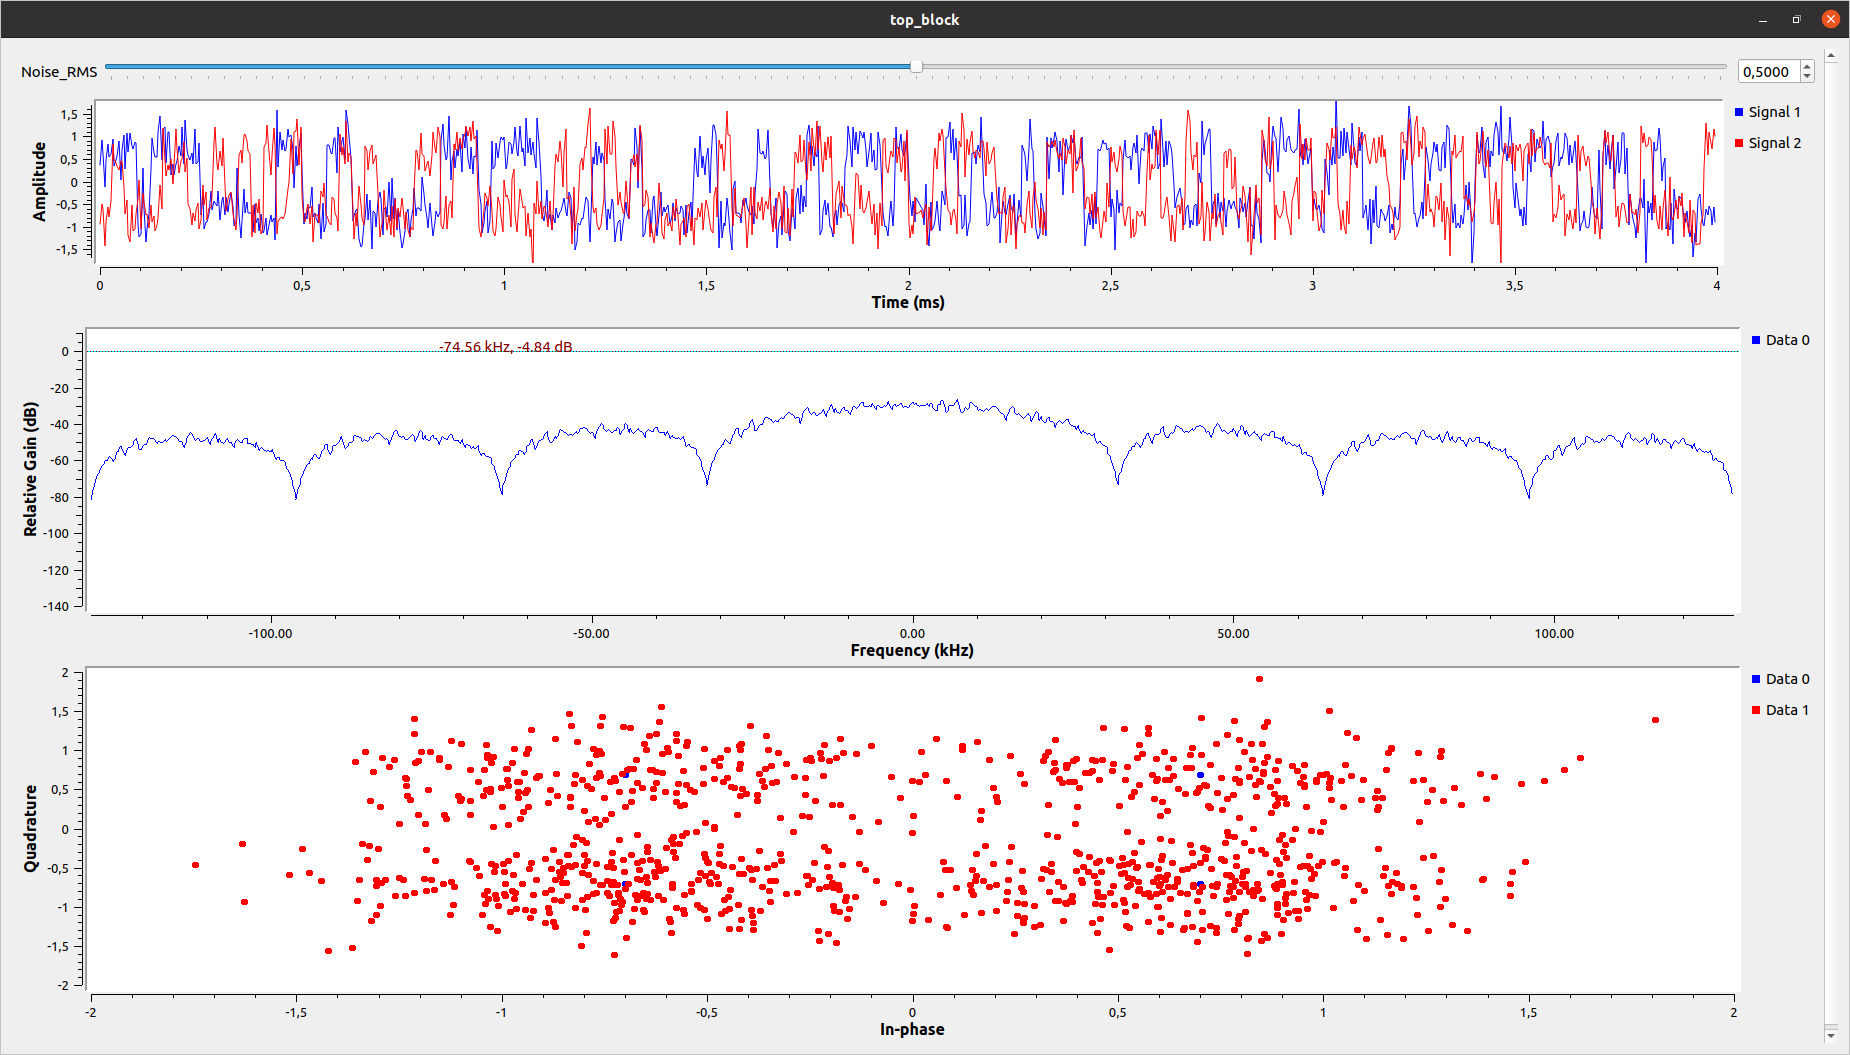 top_block
Noise_RMS
0,5000
1,5
1
0,5
0
-0,5
-1
-1,5
Amplitude
Signal 1
Signal 2
0 0,5 1 1,5 2 2,5 3 3,5 4
Time (ms)
-74.56 kHz, -4.84 dB
0
-20
-40
-60
-80
-100
-120
-140
Relative Gain (dB)
Data 0
-100.00 -50.00 0.00 50.00 100.00
Frequency (kHz)
2
1,5
1
0,5
0
-0,5
-1
-1,5
-2
Quadrature
Data 0
Data 1
-2 -1,5 -1 -0,5 0 0,5 1 1,5 2
In-phase